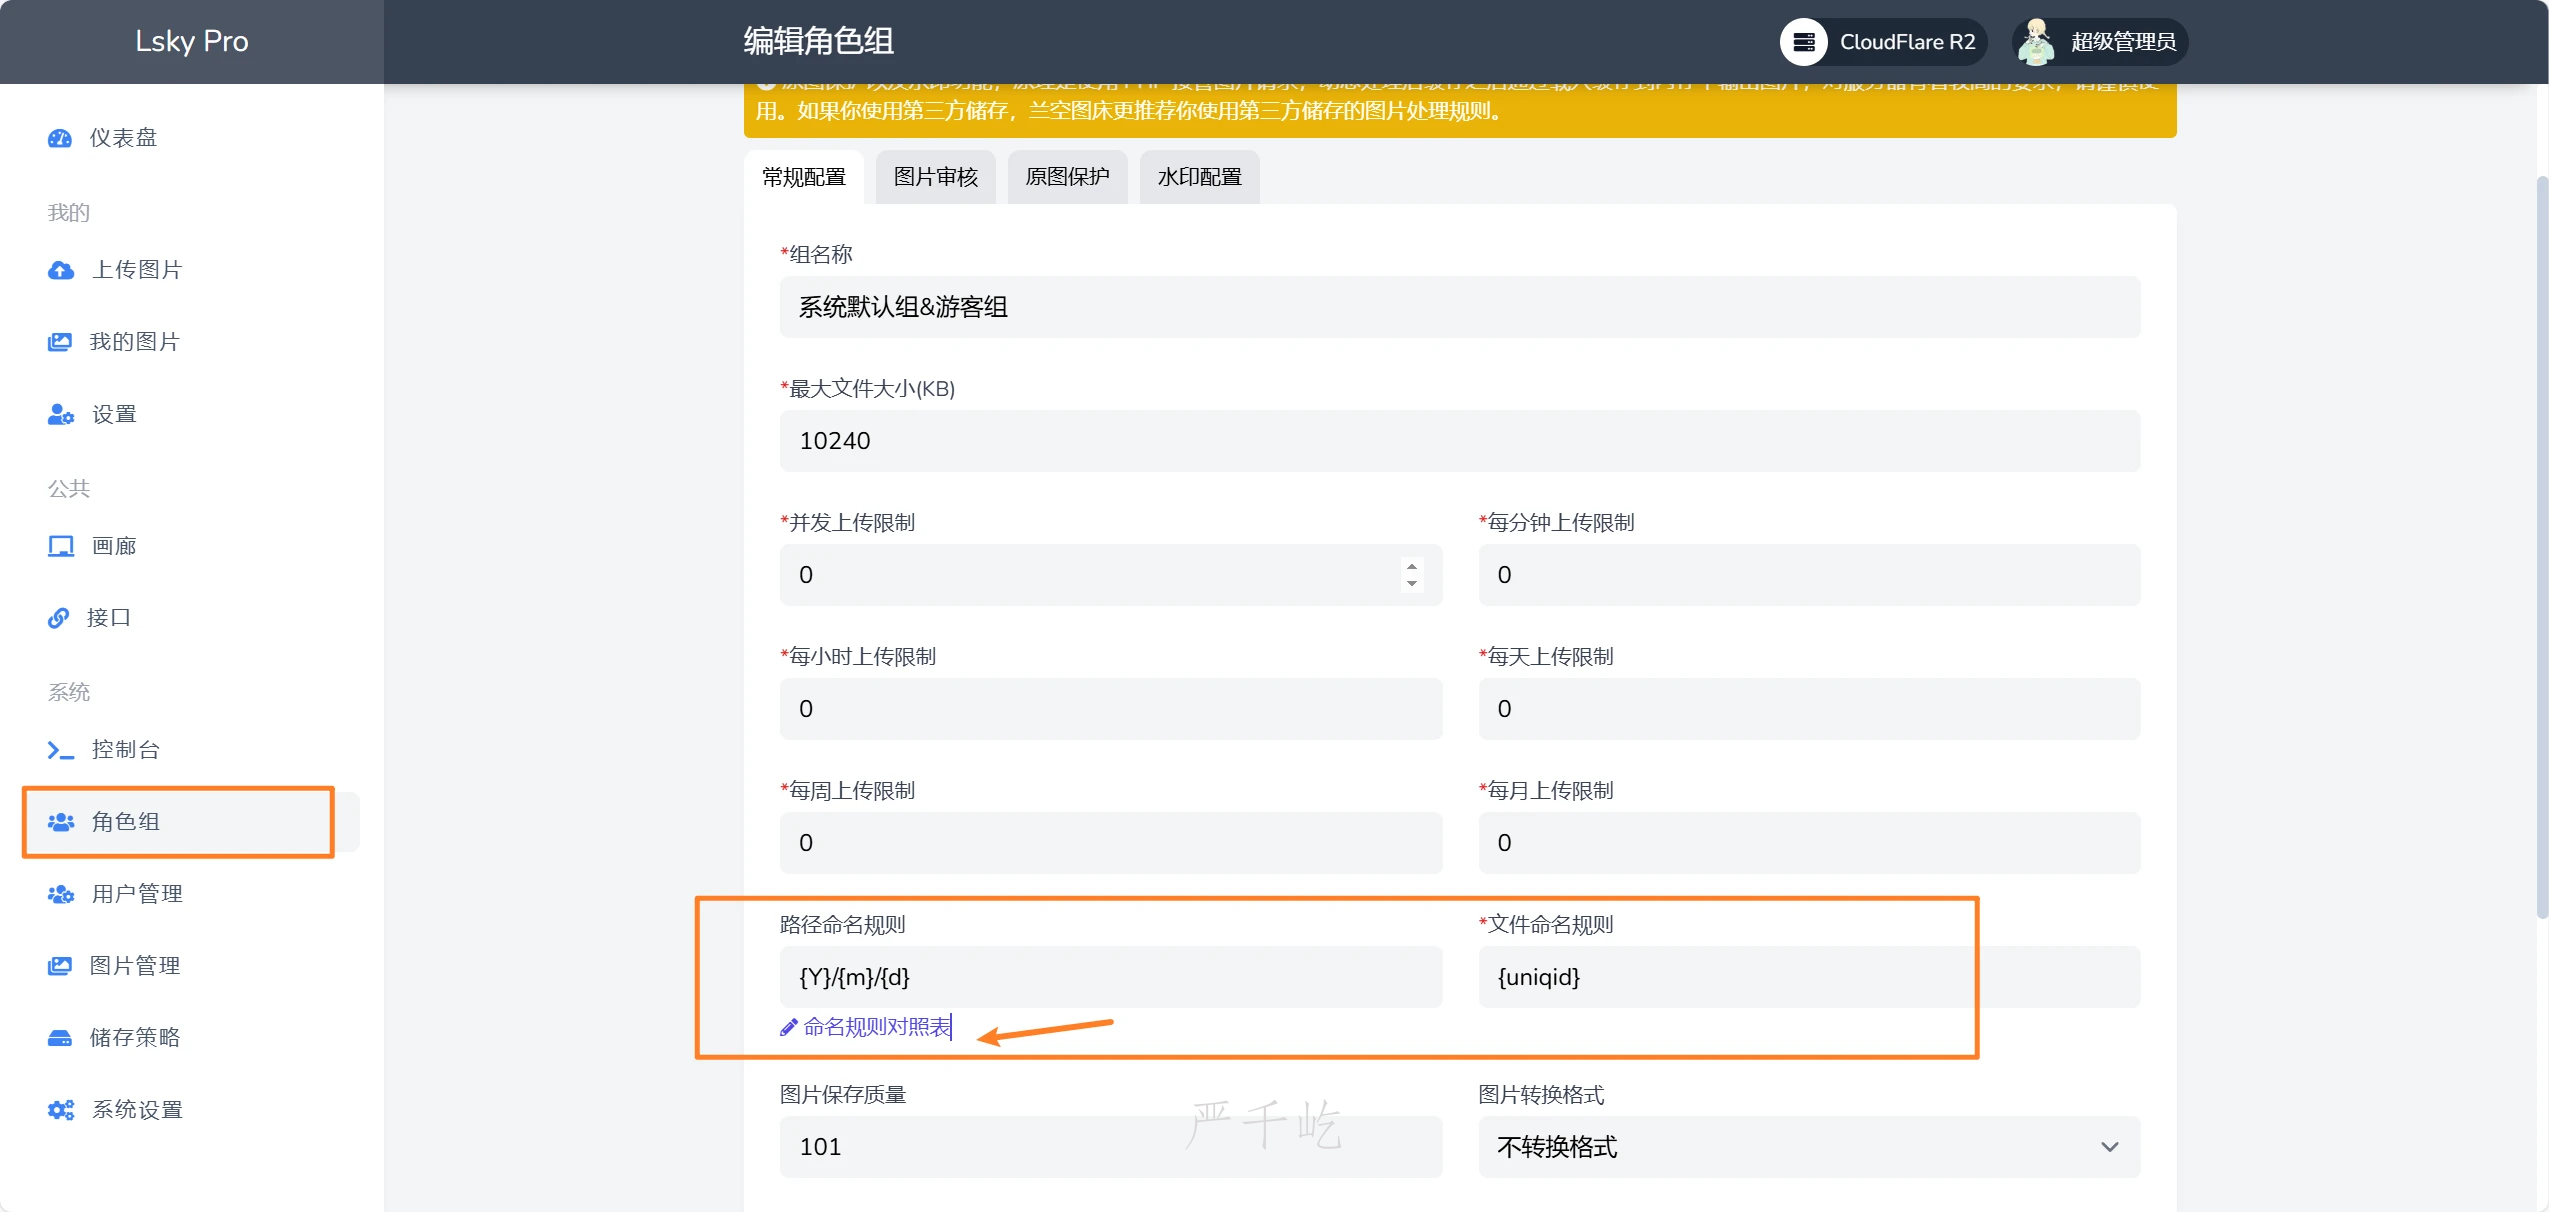 Lsky Pro
编辑角色组
CloudFlare R2
超级管理员
用。如果你使用第三方储存，兰空图床更推荐你使用第三方储存的图片处理规则。
仪表盘
我的
上传图片
我的图片
设置
公共
画廊
接口
系统
控制台
角色组
用户管理
图片管理
储存策略
系统设置
常规配置 图片审核 原图保护 水印配置
*组名称
系统默认组&游客组
*最大文件大小(KB)
10240
*并发上传限制
0
*每分钟上传限制
0
*每小时上传限制
0
*每天上传限制
0
*每周上传限制
0
*每月上传限制
0
路径命名规则
{Y}/{m}/{d}
*文件命名规则
{uniqid}
命名规则对照表
图片保存质量
101
图片转换格式
不转换格式
严千屹